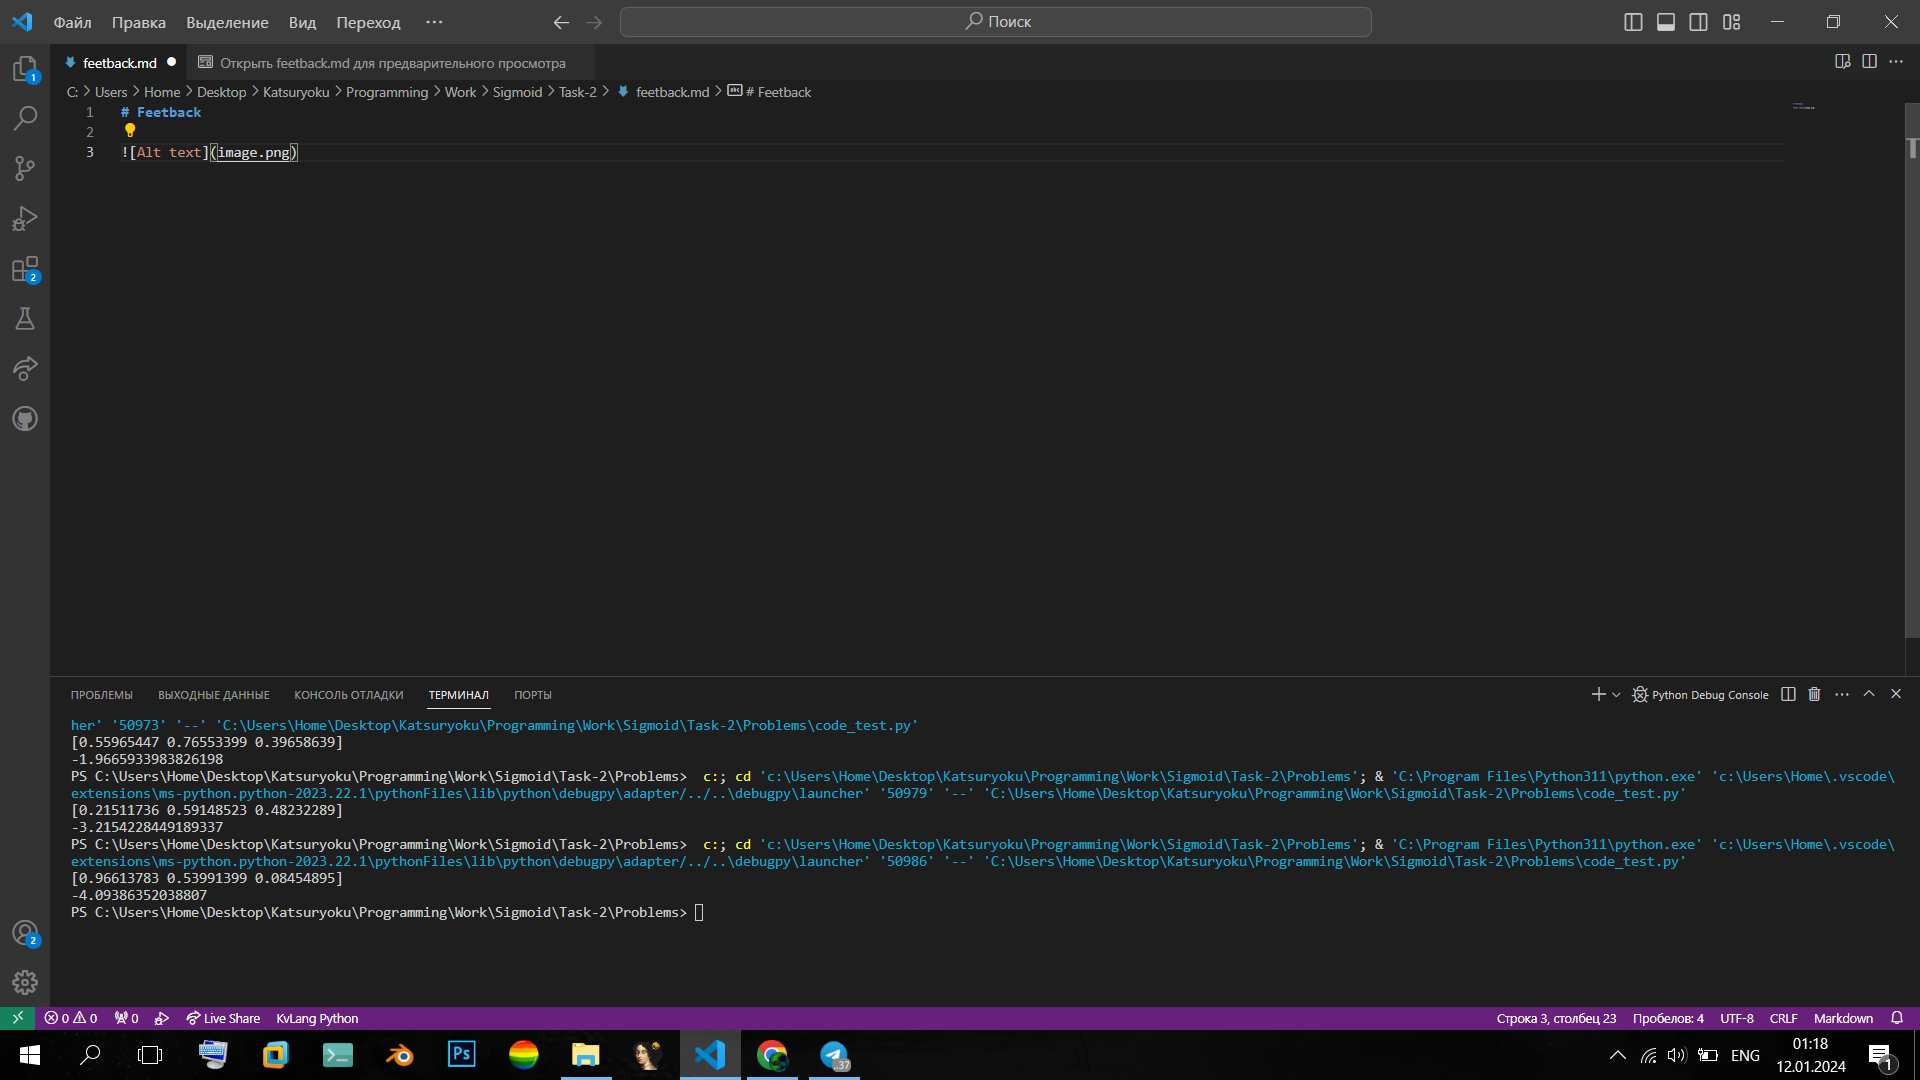 Файл Правка Выделение Вид Переход ··· Поиск
feetback.md Открыть feetback.md для предварительного просмотра
1
C: > Users > Home > Desktop > Katsuryoku > Programming > Work > Sigmoid > Task-2 > feetback.md > # Feetback
1 # Feetback
2
3 ![Alt text](image.png)
2
2
ПРОБЛЕМЫ ВЫХОДНЫЕ ДАННЫЕ КОНСОЛЬ ОТЛАДКИ ТЕРМИНАЛ ПОРТЫ Python Debug Console
her' '50973' '--' 'C:\Users\Home\Desktop\Katsuryoku\Programming\Work\Sigmoid\Task-2\Problems\code_test.py'
[0.55965447 0.76553399 0.39658639]
-1.9665933983826198
PS C:\Users\Home\Desktop\Katsuryoku\Programming\Work\Sigmoid\Task-2\Problems>  c:; cd 'c:\Users\Home\Desktop\Katsuryoku\Programming\Work\Sigmoid\Task-2\Problems'; & 'C:\Program Files\Python311\python.exe' 'c:\Users\Home\.vscode\
extensions\ms-python.python-2023.22.1\pythonFiles\lib\python\debugpy\adapter/../..\debugpy\launcher' '50979' '--' 'C:\Users\Home\Desktop\Katsuryoku\Programming\Work\Sigmoid\Task-2\Problems\code_test.py'
[0.21511736 0.59148523 0.48232289]
-3.2154228449189337
PS C:\Users\Home\Desktop\Katsuryoku\Programming\Work\Sigmoid\Task-2\Problems>  c:; cd 'c:\Users\Home\Desktop\Katsuryoku\Programming\Work\Sigmoid\Task-2\Problems'; & 'C:\Program Files\Python311\python.exe' 'c:\Users\Home\.vscode\
extensions\ms-python.python-2023.22.1\pythonFiles\lib\python\debugpy\adapter/../..\debugpy\launcher' '50986' '--' 'C:\Users\Home\Desktop\Katsuryoku\Programming\Work\Sigmoid\Task-2\Problems\code_test.py'
[0.96613783 0.53991399 0.08454895]
-4.09386352038807
PS C:\Users\Home\Desktop\Katsuryoku\Programming\Work\Sigmoid\Task-2\Problems>
0 0 0 Live Share KvLang Python Строка 3, столбец 23 Пробелов: 4 UTF-8 CRLF Markdown
Ps ..37 ENG 01:18
12.01.2024 1